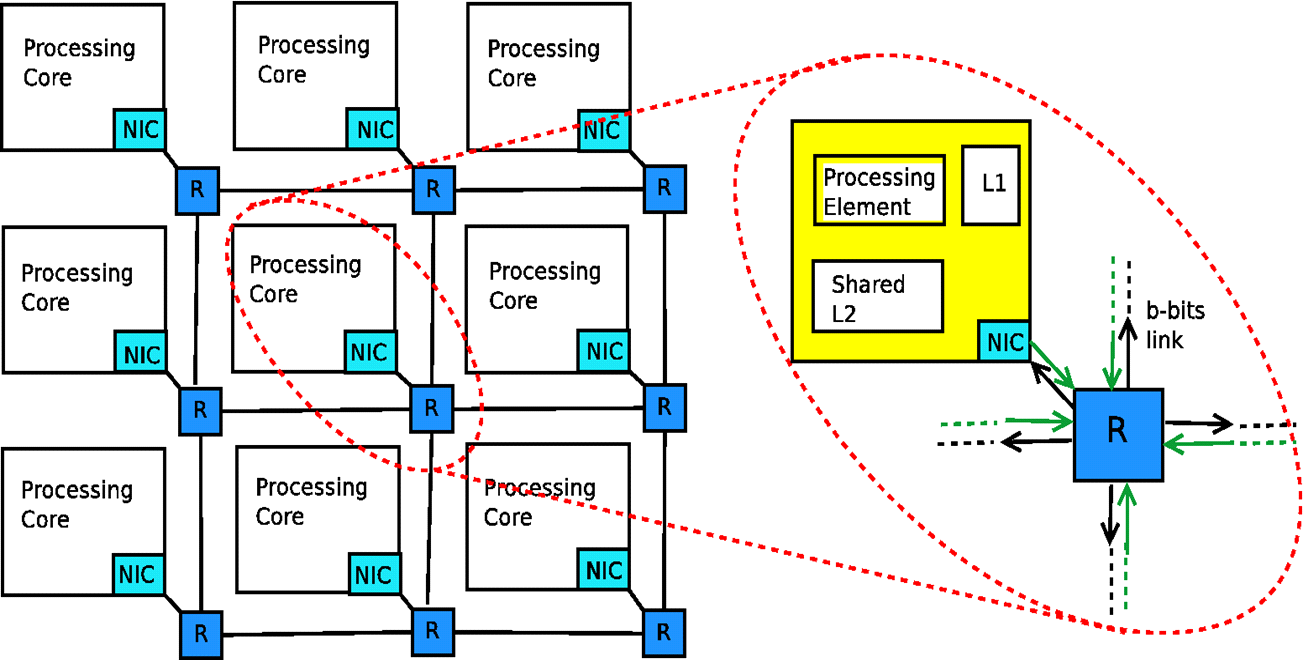 Processing
Core
NIC
R
Processing
Core
NIC
R
Processing
Core
NIC
R
Processing
Core
NIC
R
Processing
Core
NIC
R
Processing
Core
NIC
R
Processing
Core
NIC
R
Processing
Core
NIC
R
Processing
Core
NIC
R
Processing
Element
L1
Shared
L2
NIC
b-bits
link
R